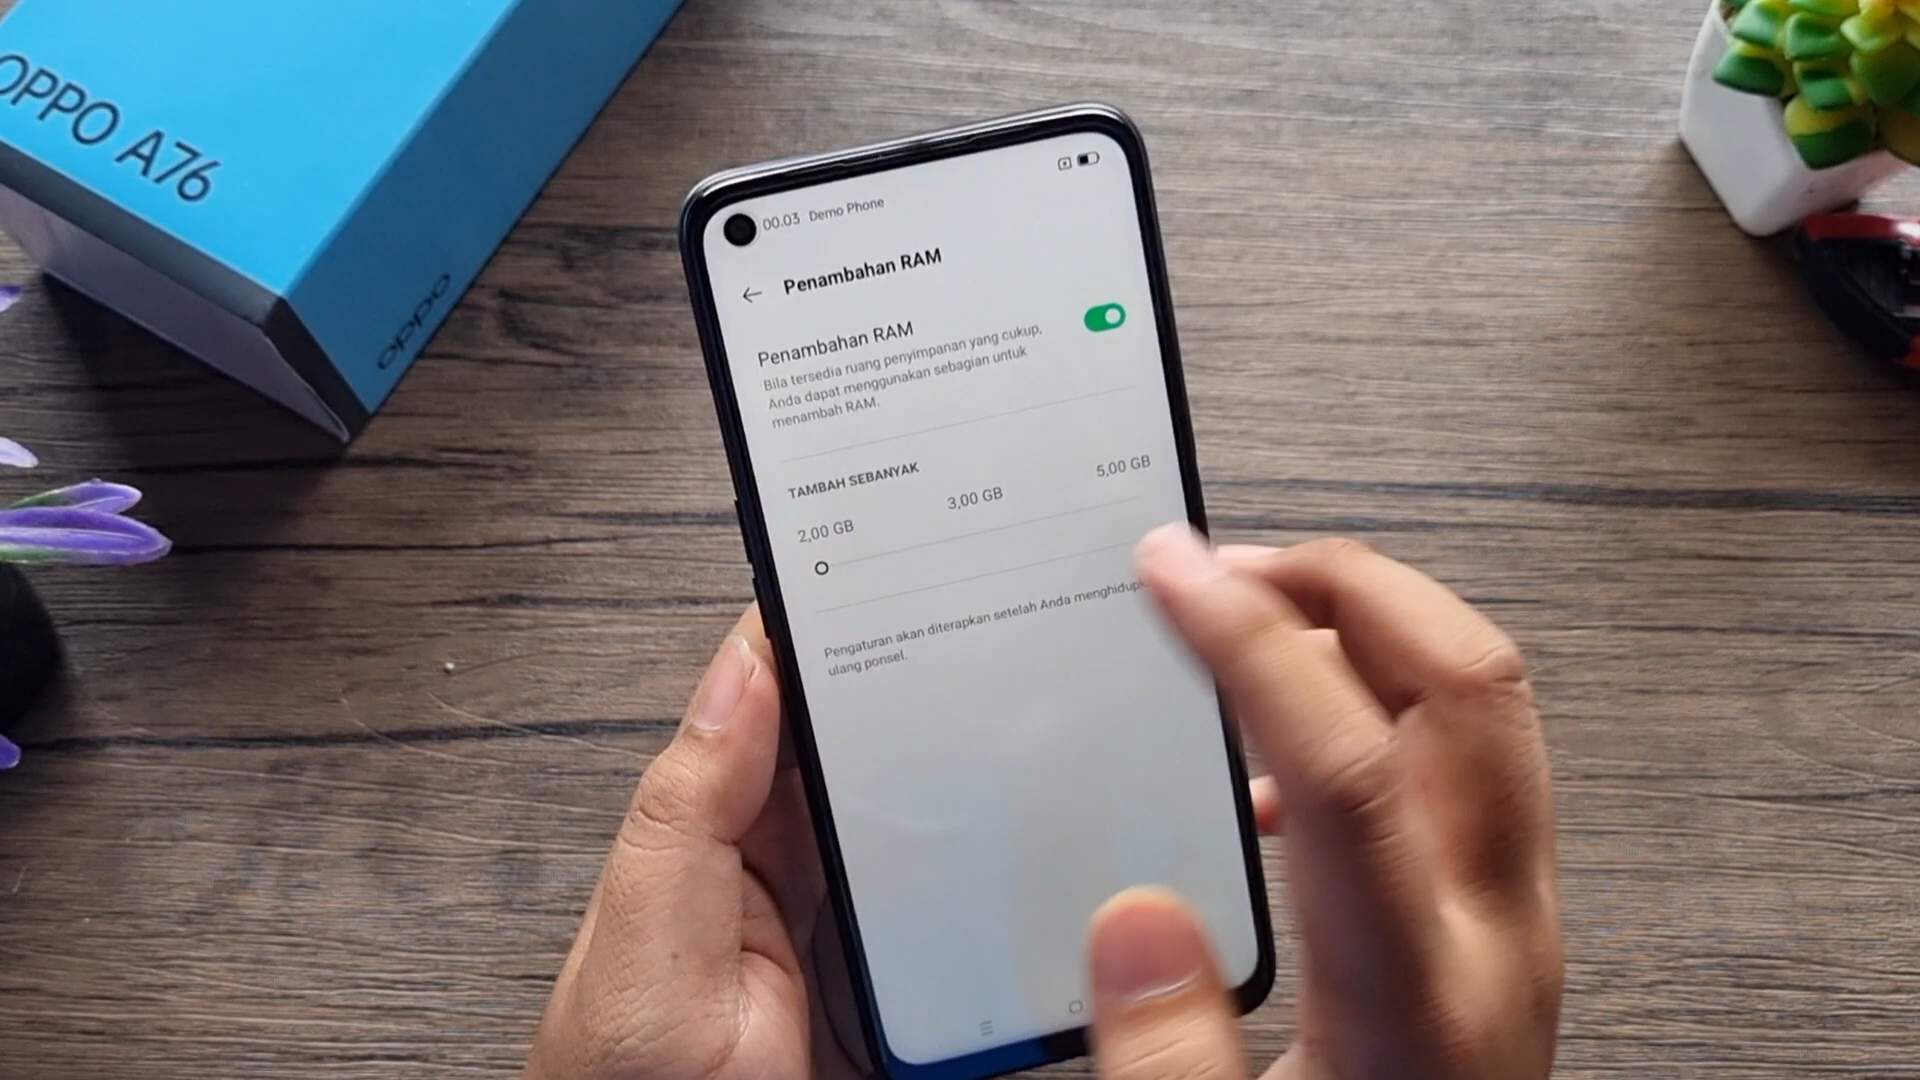 OPPO A76
oppo
00.03 Demo Phone
Penambahan RAM
Penambahan RAM
Bila tersedia ruang penyimpanan yang cukup,
Anda dapat menggunakan sebagian untuk
menambah RAM.
TAMBAH SEBANYAK
2,00 GB
3,00 GB
5,00 GB
Pengaturan akan diterapkan setelah Anda
ulang ponsel.